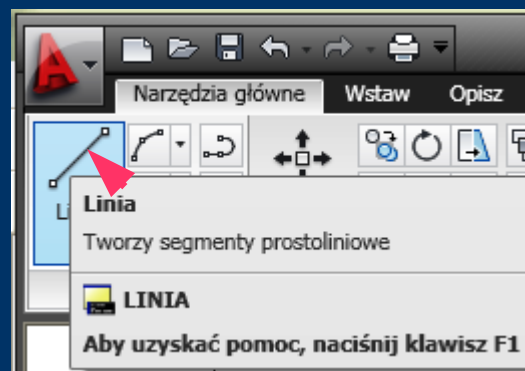 Narzędzia główne Wstaw Opisz
Linia
Tworzy segmenty prostoliniowe
LINIA
Aby uzyskać pomoc, naciśnij klawisz F1